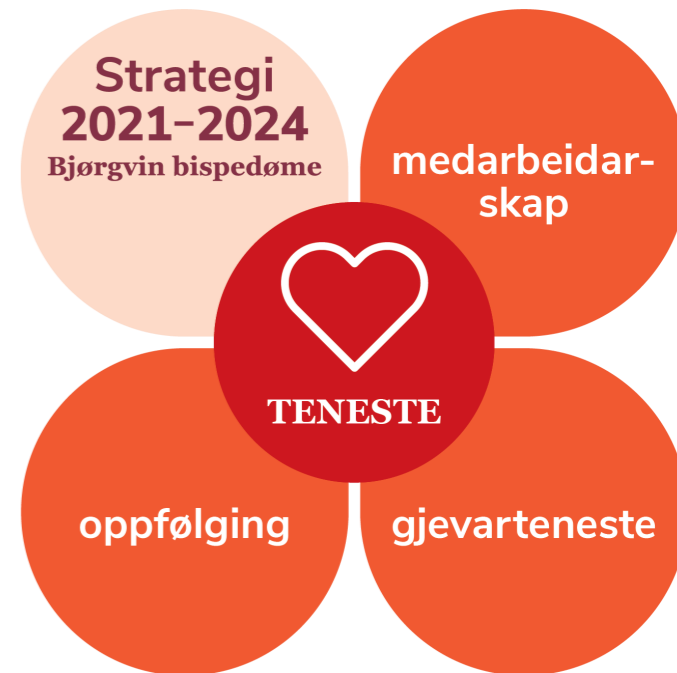 Strategi
2021–2024
Bjørgvin bispedøme
medarbeidar-
skap
TENESTE
oppfølging
gjevarteneste